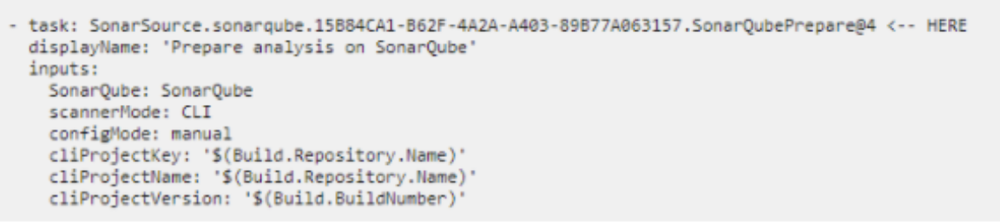 - task: SonarSource.sonarqube.15B84CA1-B62F-4A2A-A403-89B77A063157.SonarQubePrepare@4 <-- HERE
  displayName: 'Prepare analysis on SonarQube'
  inputs:
    SonarQube: SonarQube
    scannerMode: CLI
    configMode: manual
    cliProjectKey: '$(Build.Repository.Name)'
    cliProjectName: '$(Build.Repository.Name)'
    cliProjectVersion: '$(Build.BuildNumber)'